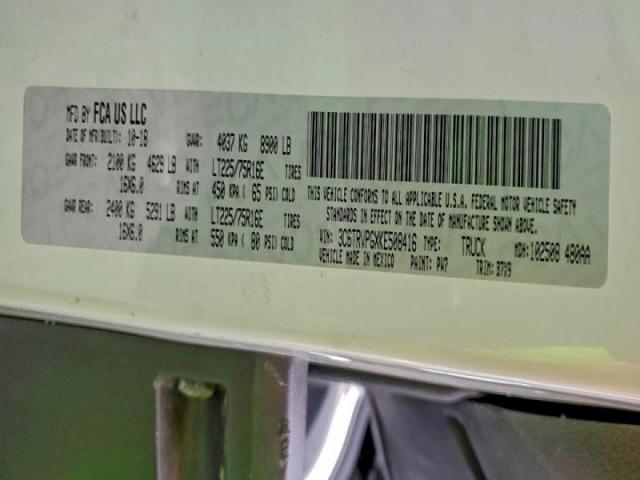 MFD BY FCA US LLC
DATE OF MFR/BUILT: 10-18 GVWR: 4037 KG 8900 LB
GAWR FRONT: 2100 KG 4629 LB WITH LT225/75R16E TIRES
16X6.0 RIMS AT 450 KPA ( 65 PSI) COLD
GAWR REAR: 2400 KG 5291 LB WITH LT225/75R16E TIRES
16X6.0 RIMS AT 550 KPA ( 80 PSI) COLD
THIS VEHICLE CONFORMS TO ALL APPLICABLE U.S.A. FEDERAL MOTOR VEHICLE SAFETY
STANDARDS IN EFFECT ON THE DATE OF MANUFACTURE SHOWN ABOVE.
VIN: 3C6TRVPGXKE508416 TYPE: TRUCK MDH: 102508 480AA
VEHICLE MADE IN MEXICO PAINT: PW7 TRIM: B7X9